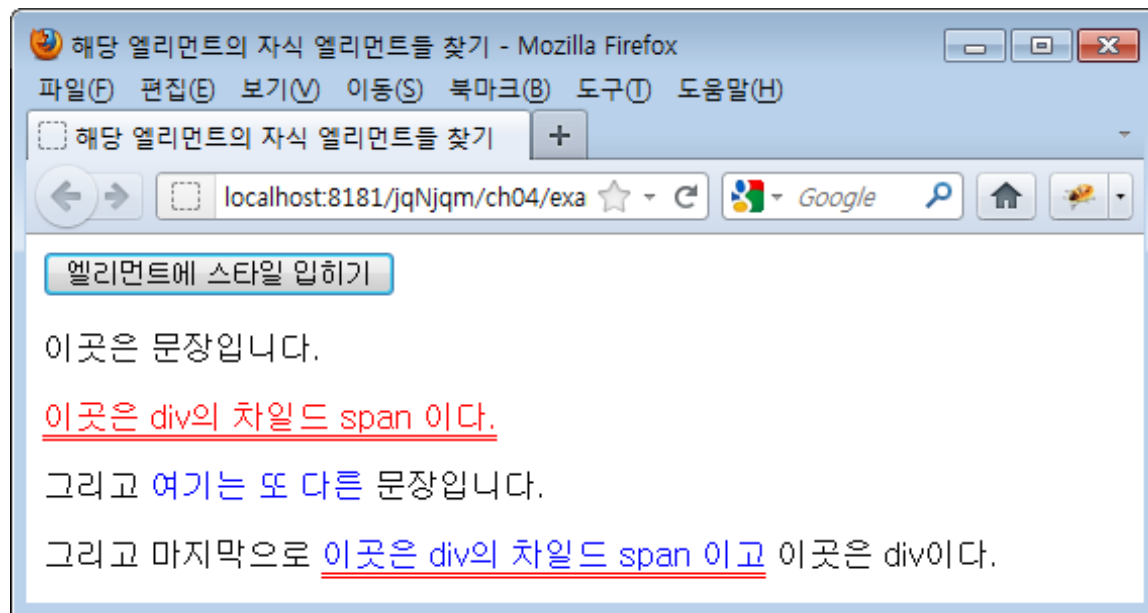 해당 엘리먼트의 자식 엘리먼트들 찾기 - Mozilla Firefox
파일(F) 편집(E) 보기(V) 이동(S) 북마크(B) 도구(T) 도움말(H)
해당 엘리먼트의 자식 엘리먼트들 찾기 +
localhost:8181/jqNjqm/ch04/exa Google
엘리먼트에 스타일 입히기
이곳은 문장입니다.
이곳은 div의 차일드 span 이다.
그리고 여기는 또 다른 문장입니다.
그리고 마지막으로 이곳은 div의 차일드 span 이고 이곳은 div이다.